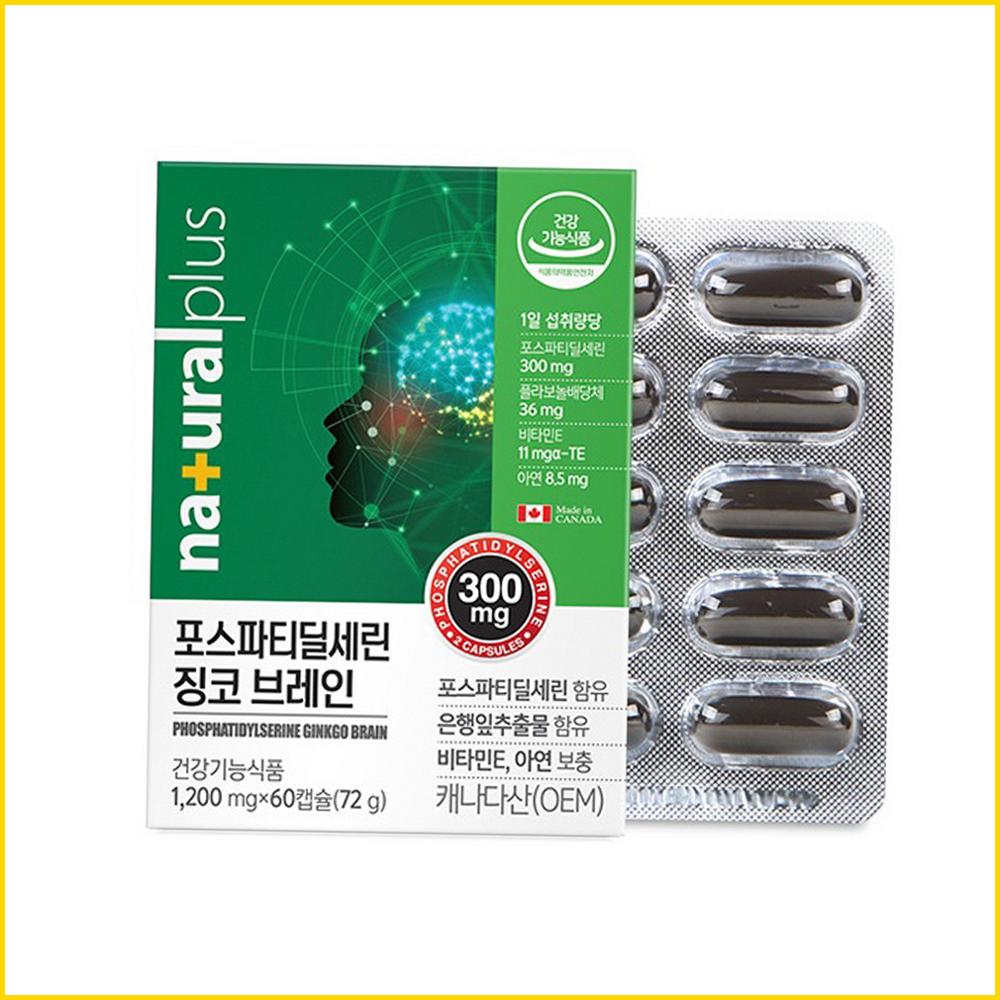 na+uralplus
건강
기능식품
식품의약품안전처
1일 섭취량당
포스파티딜세린
300 mg
플라보놀배당체
36 mg
비타민E
11 mgα-TE
아연 8.5 mg
Made in
CANADA
PHOSPHATIDYLSERINE
300
mg
• 2 CAPSULES •
포스파티딜세린
징코 브레인
PHOSPHATIDYLSERINE GINKGO BRAIN
건강기능식품
1,200 mg×60캡슐(72 g)
포스파티딜세린 함유
은행잎추출물 함유
비타민E, 아연 보충
캐나다산(OEM)